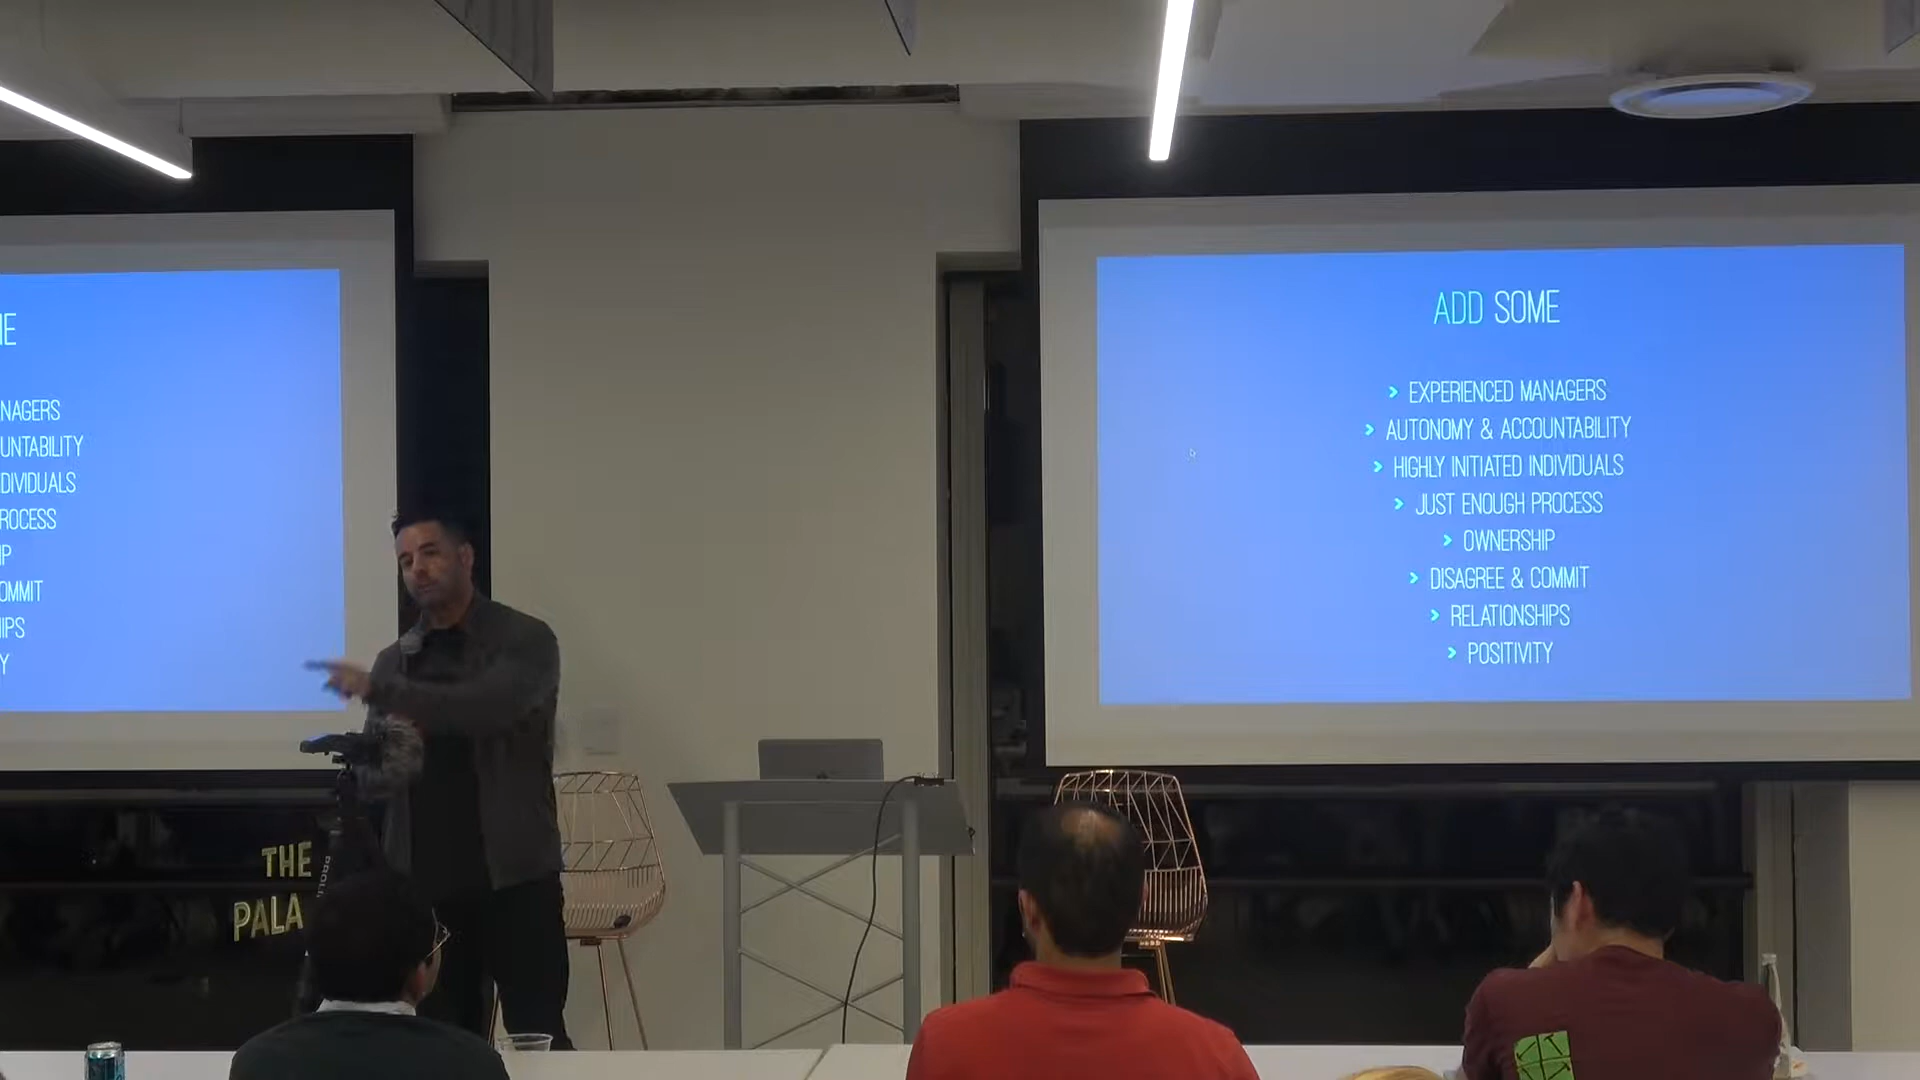 ADD SOME
> EXPERIENCED MANAGERS
> AUTONOMY & ACCOUNTABILITY
> HIGHLY INITIATED INDIVIDUALS
> JUST ENOUGH PROCESS
> OWNERSHIP
> DISAGREE & COMMIT
> RELATIONSHIPS
> POSITIVITY
NAGERS
UNTABILITY
DIVIDUALS
ROCESS
IP
OMMIT
IPS
Y
THE
PALA